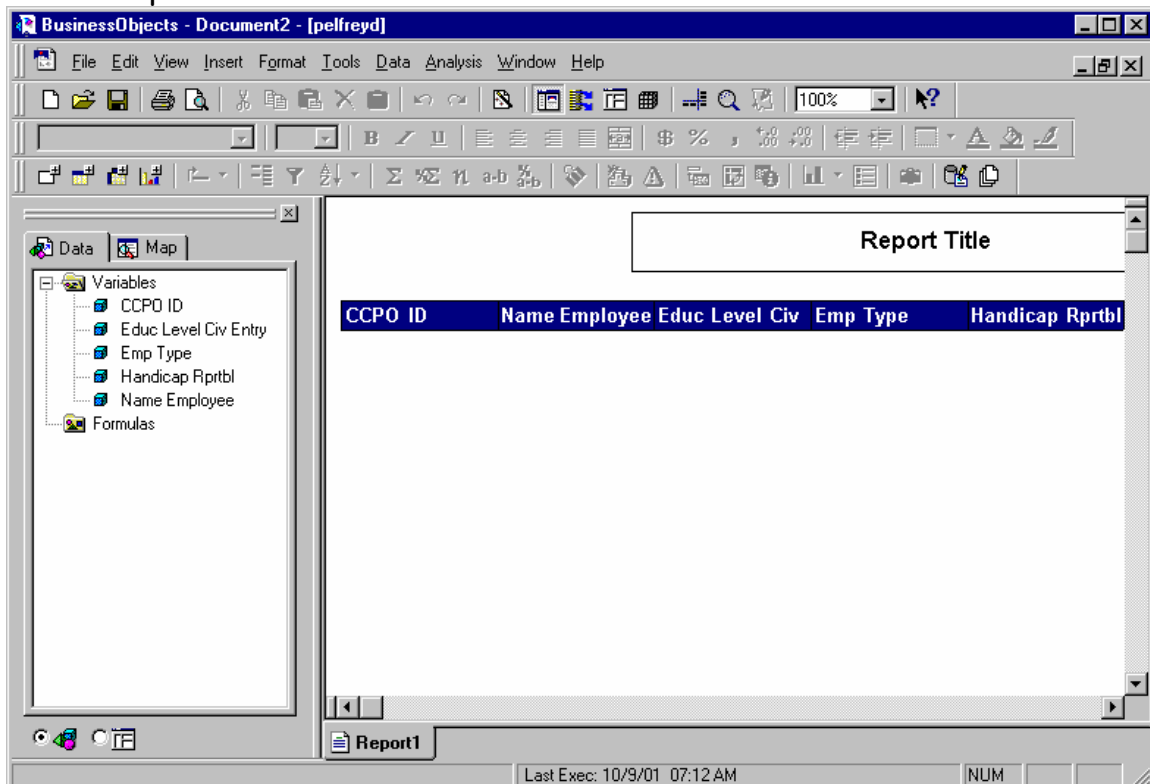 BusinessObjects - Document2 - [pelfreyd]
File Edit View Insert Format Tools Data Analysis Window Help
100%
B U $ % ,
a-b
Data Map
Report Title
Variables
CCPO ID
Educ Level Civ Entry
Emp Type
Handicap Rprtbl
Name Employee
Formulas
CCPO ID Name Employee Educ Level Civ Emp Type Handicap Rprtbl
Report1
Last Exec: 10/9/01 07:12 AM NUM